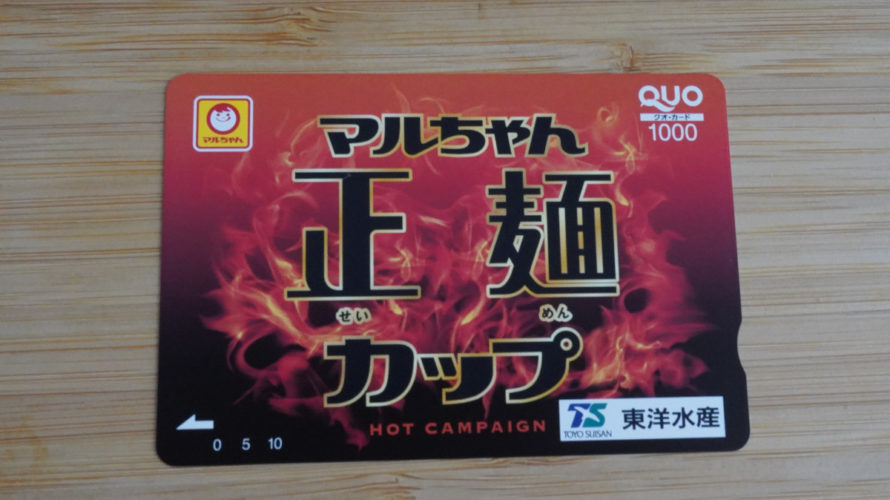 マルちゃん
QUO
クオ・カード
1000
マルちゃん
正麺
せいめん
カップ
HOT CAMPAIGN
TS
TOYO SUISAN
東洋水産
0 5 10